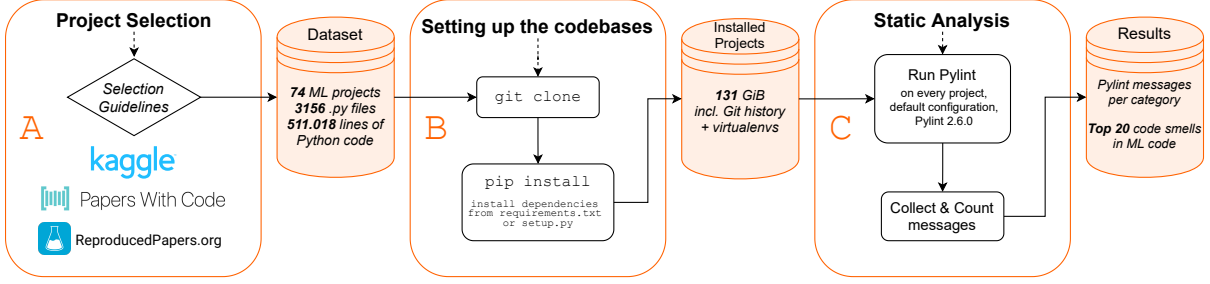 Project Selection
Selection
Guidelines
A
kaggle
Papers With Code
ReproducedPapers.org
Dataset
74 ML projects
3156 .py files
511.018 lines of
Python code
Setting up the codebases
git clone
B
pip install
install dependencies
from requirements.txt
or setup.py
Installed
Projects
131 GiB
incl. Git history
+ virtualenvs
Static Analysis
Run Pylint
on every project,
default configuration,
Pylint 2.6.0
C
Collect & Count
messages
Results
Pylint messages
per category
Top 20 code smells
in ML code